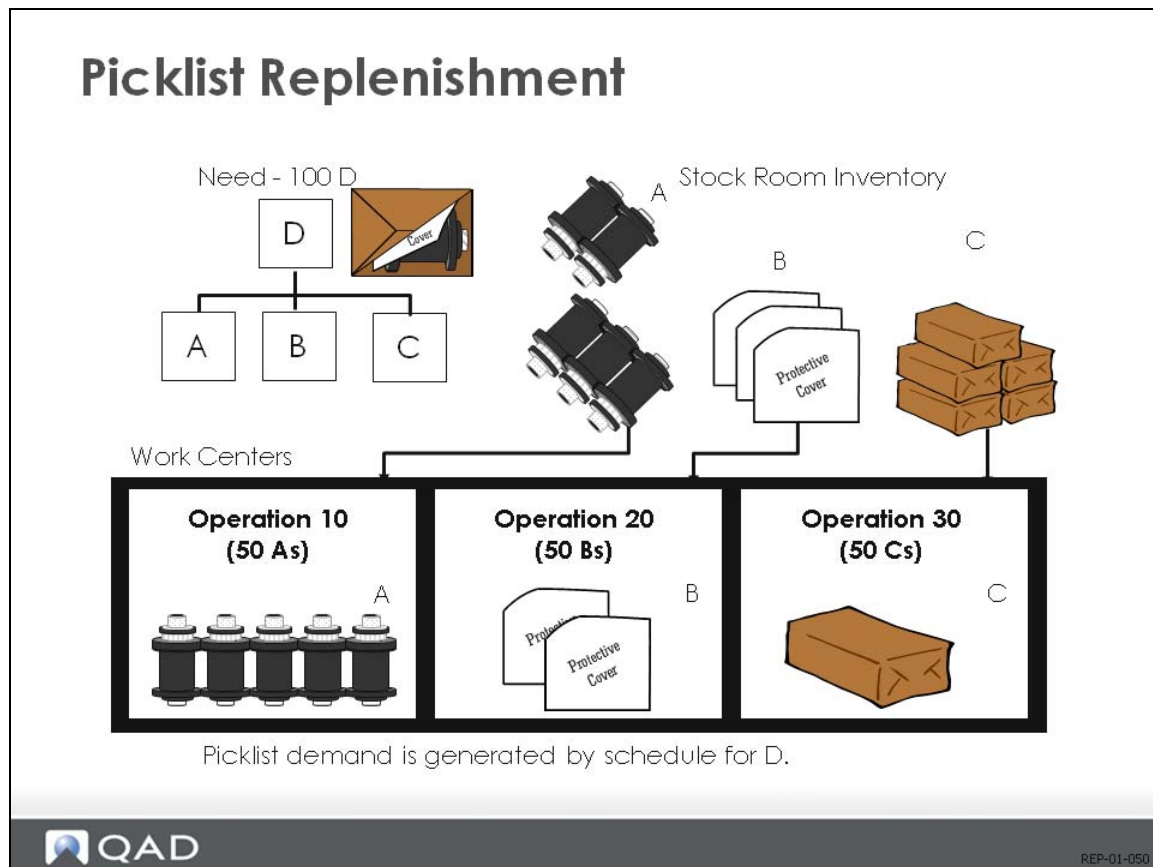 Picklist Replenishment
Need - 100 D
Stock Room Inventory
D
Cover
A
B
C
A
B
C
Protective
Cover
Work Centers
Operation 10
(50 As)
A
Operation 20
(50 Bs)
B
Protective
Protective
Cover
Operation 30
(50 Cs)
C
Picklist demand is generated by schedule for D.
QAD
REP-01-050